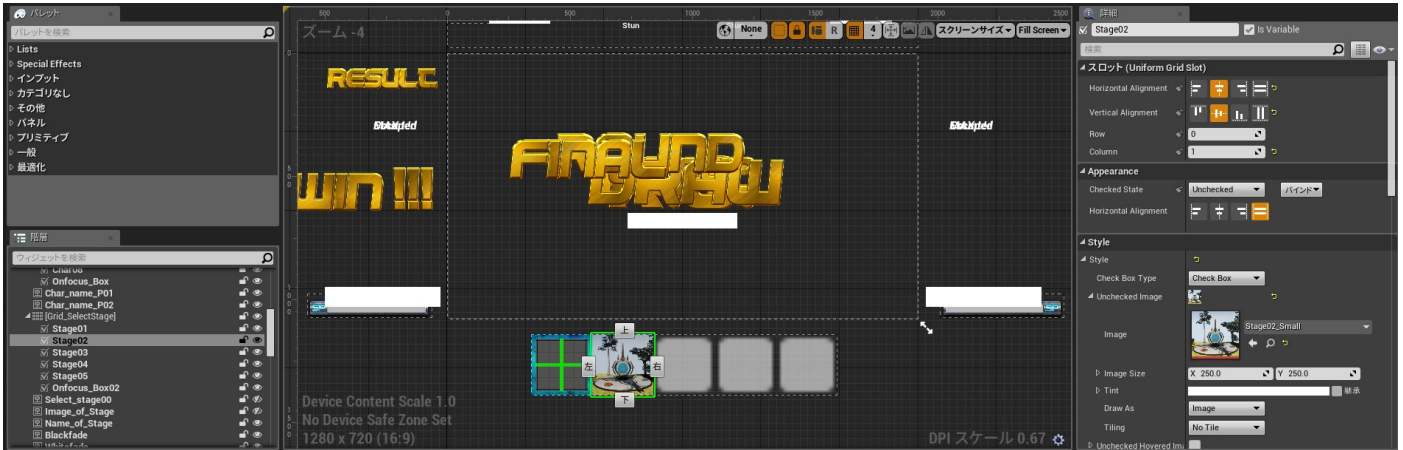 パレット
パレットを検索
Lists
Special Effects
インプット
カテゴリなし
その他
パネル
プリミティブ
一般
最適化
階層
ウィジェットを検索
Char08
Onfocus_Box
Char_name_P01
Char_name_P02
[Grid_SelectStage]
Stage01
Stage02
Stage03
Stage04
Stage05
Onfocus_Box02
Select_stage00
Image_of_Stage
Name_of_Stage
Blackfade
Whitefade
500
0
500
1000
1500
2000
2500
ズーム -4
Stun
None
R
4
スクリーンサイズ
Fill Screen
RESULT
WIN !!!
DRAW
上
左
右
下
Device Content Scale 1.0
No Device Safe Zone Set
1280 x 720 (16:9)
DPI スケール 0.67
詳細
Stage02
Is Variable
検索
スロット (Uniform Grid Slot)
Horizontal Alignment
Vertical Alignment
Row
0
Column
1
Appearance
Checked State
Unchecked
バインド
Horizontal Alignment
Style
Style
Check Box Type
Check Box
Unchecked Image
Image
Stage02_Small
Image Size
X 250.0
Y 250.0
Tint
継承
Draw As
Image
Tiling
No Tile
Unchecked Hovered Im